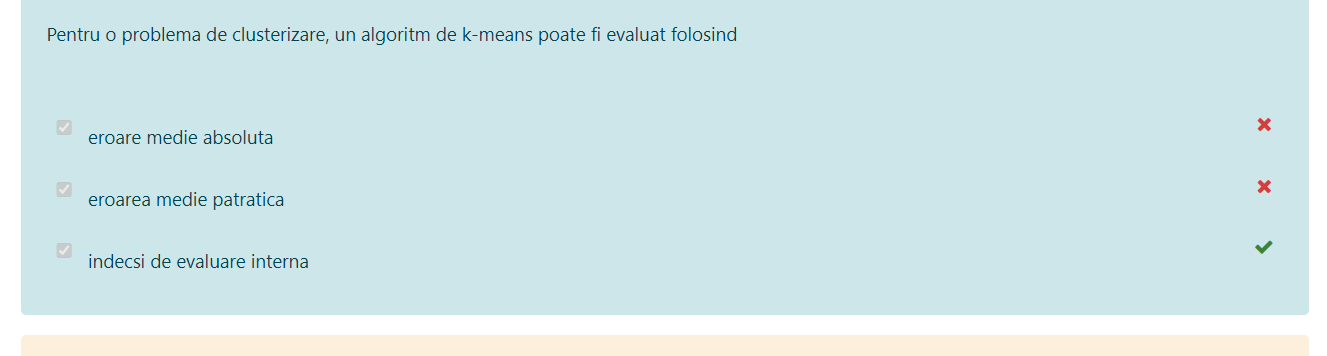 Pentru o problema de clusterizare, un algoritm de k-means poate fi evaluat folosind
eroare medie absoluta
eroarea medie patratica
indecsi de evaluare interna